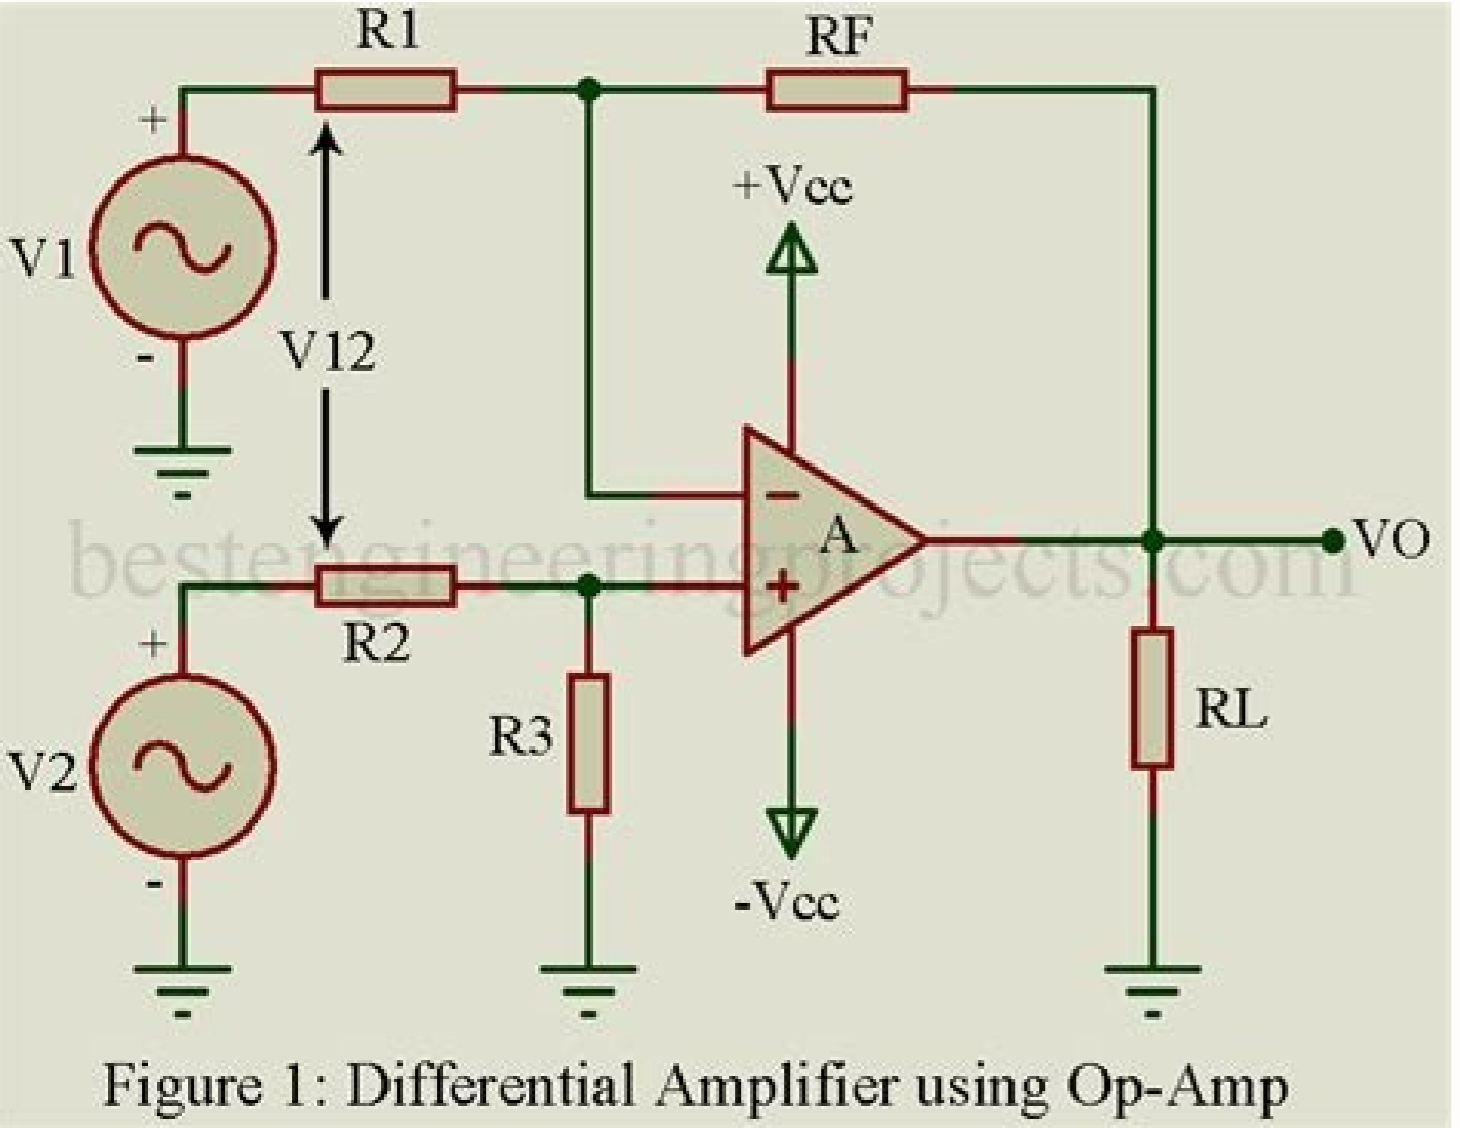 R1
RF
+
+Vcc
V1
V12
-
−
A
VO
bestengineeringprojects.com
+
R2
+
R3
RL
V2
-
-Vcc
Figure 1: Differential Amplifier using Op-Amp